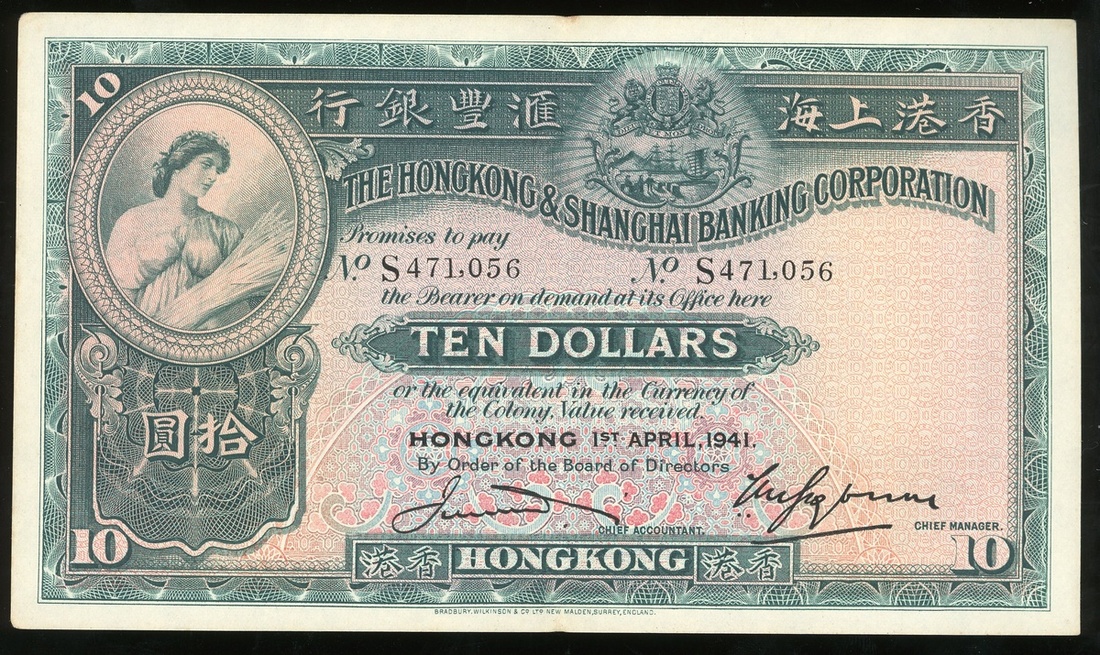 10
行銀豐滙
海上港香
THE HONGKONG & SHANGHAI BANKING CORPORATION
Promises to pay
No. S471,056 No. S471,056
the Bearer on demand at its Office here
TEN DOLLARS
or the equivalent in the Currency of
the Colony, Value received.
圓拾
HONGKONG 1ST APRIL, 1941.
By Order of the Board of Directors
CHIEF ACCOUNTANT.
CHIEF MANAGER.
10
港香 HONGKONG 港香
10
BRADBURY, WILKINSON & Co LTD NEW MALDEN, SURREY, ENGLAND.